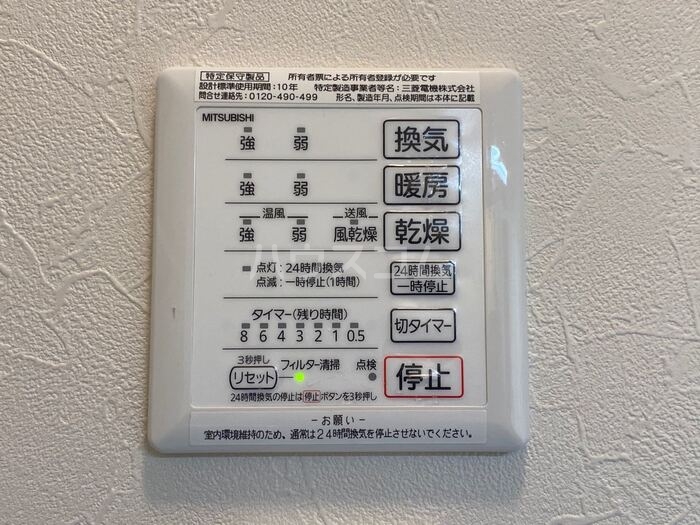 特定保守製品 所有者票による所有者登録が必要です
設計標準使用期間:10年 特定製造事業者等名:三菱電機株式会社
問合せ連絡先:0120-490-499 形名、製造年月、点検期間は本体に記載
MITSUBISHI
強 弱 換気
強 弱 暖房
温風 送風
強 弱 風乾燥 乾燥
点灯:24時間換気
点滅:一時停止(1時間)
24時間換気
一時停止
タイマー(残り時間)
8 6 4 3 2 1 0.5
切タイマー
3秒押し
リセット フィルター清掃 点検
停止
24時間換気の停止は停止ボタンを3秒押し
-お願い-
室内環境維持のため、通常は24時間換気を停止させないでください。